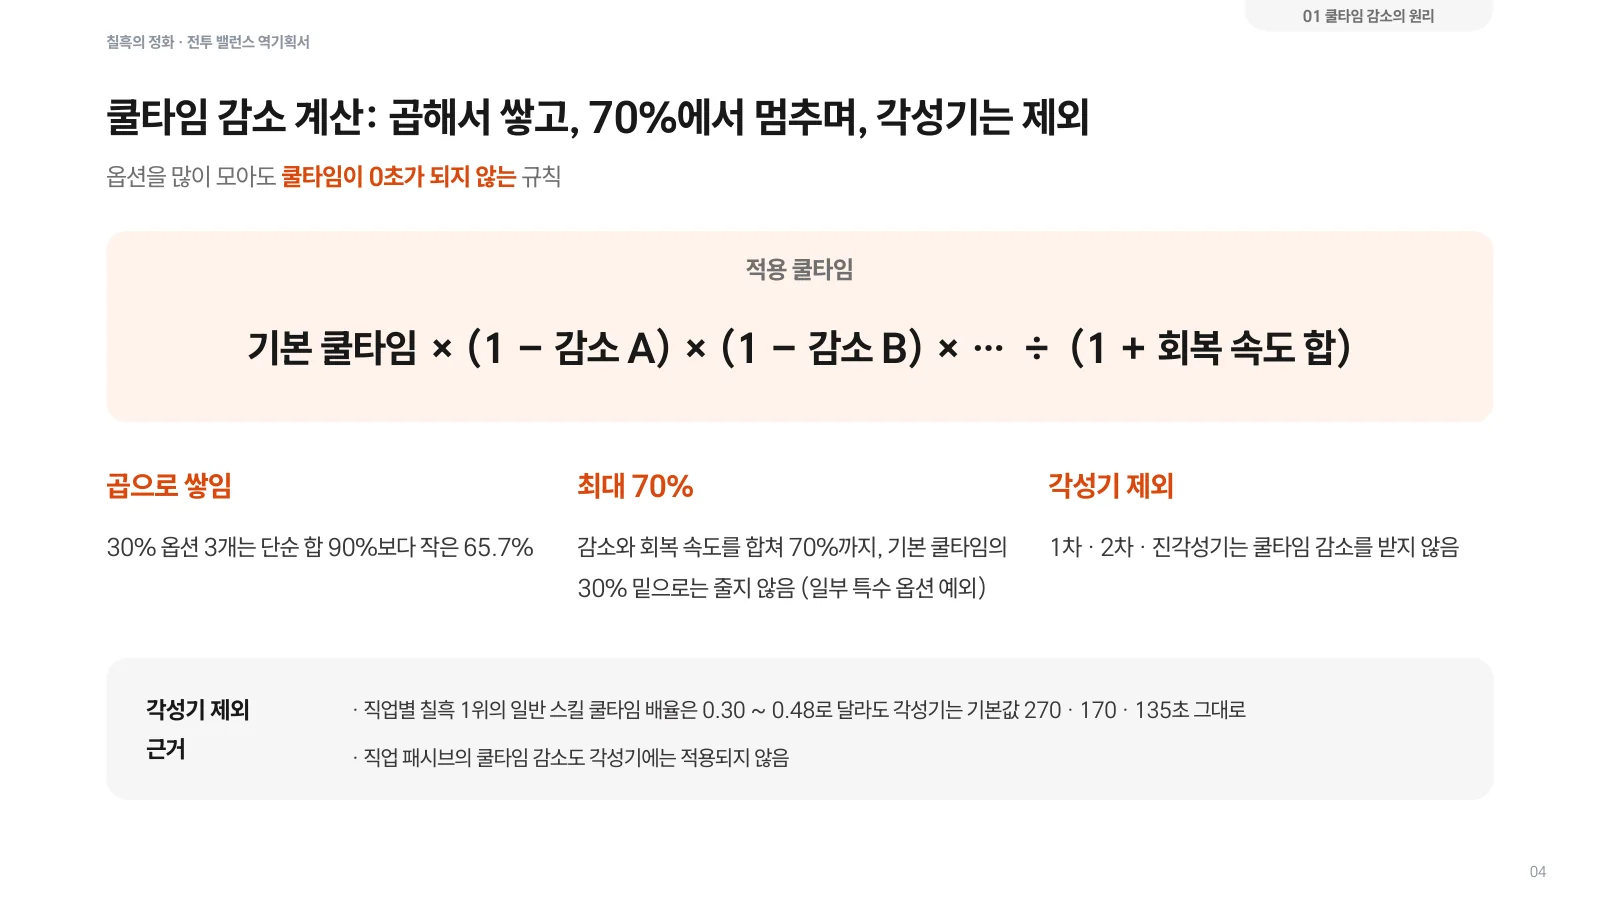 01 쿨타임 감소의 원리
칠흑의 정화 · 전투 밸런스 역기획서
쿨타임 감소 계산: 곱해서 쌓고, 70%에서 멈추며, 각성기는 제외
옵션을 많이 모아도 쿨타임이 0초가 되지 않는 규칙
적용 쿨타임
기본 쿨타임 × (1 − 감소 A) × (1 − 감소 B) × ⋯ ÷ (1 + 회복 속도 합)
곱으로 쌓임
30% 옵션 3개는 단순 합 90%보다 작은 65.7%
최대 70%
감소와 회복 속도를 합쳐 70%까지, 기본 쿨타임의
30% 밑으로는 줄지 않음 (일부 특수 옵션 예외)
각성기 제외
1차 · 2차 · 진각성기는 쿨타임 감소를 받지 않음
각성기 제외
근거
· 직업별 칠흑 1위의 일반 스킬 쿨타임 배율은 0.30 ~ 0.48로 달라도 각성기는 기본값 270 · 170 · 135초 그대로
· 직업 패시브의 쿨타임 감소도 각성기에는 적용되지 않음
04